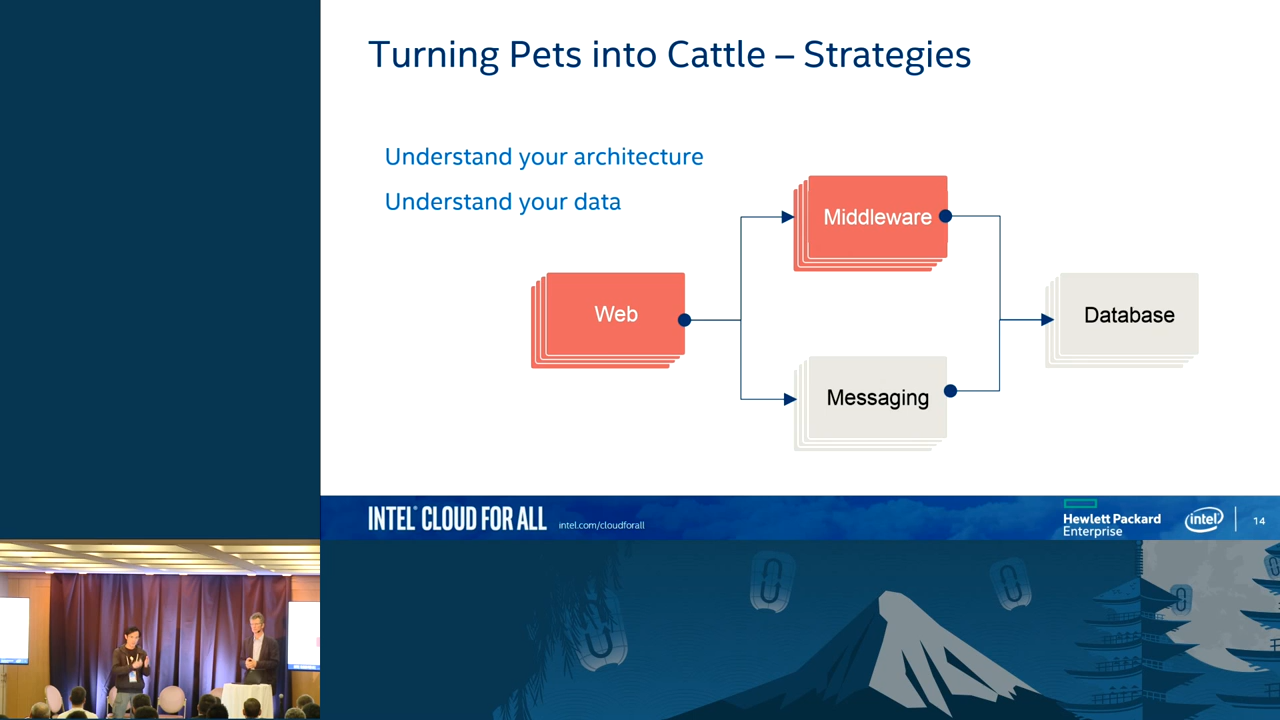 Turning Pets into Cattle – Strategies
Understand your architecture
Understand your data
Middleware
Web
Database
Messaging
INTEL® CLOUD FOR ALL
intel.com/cloudforall
Hewlett Packard
Enterprise
intel
14